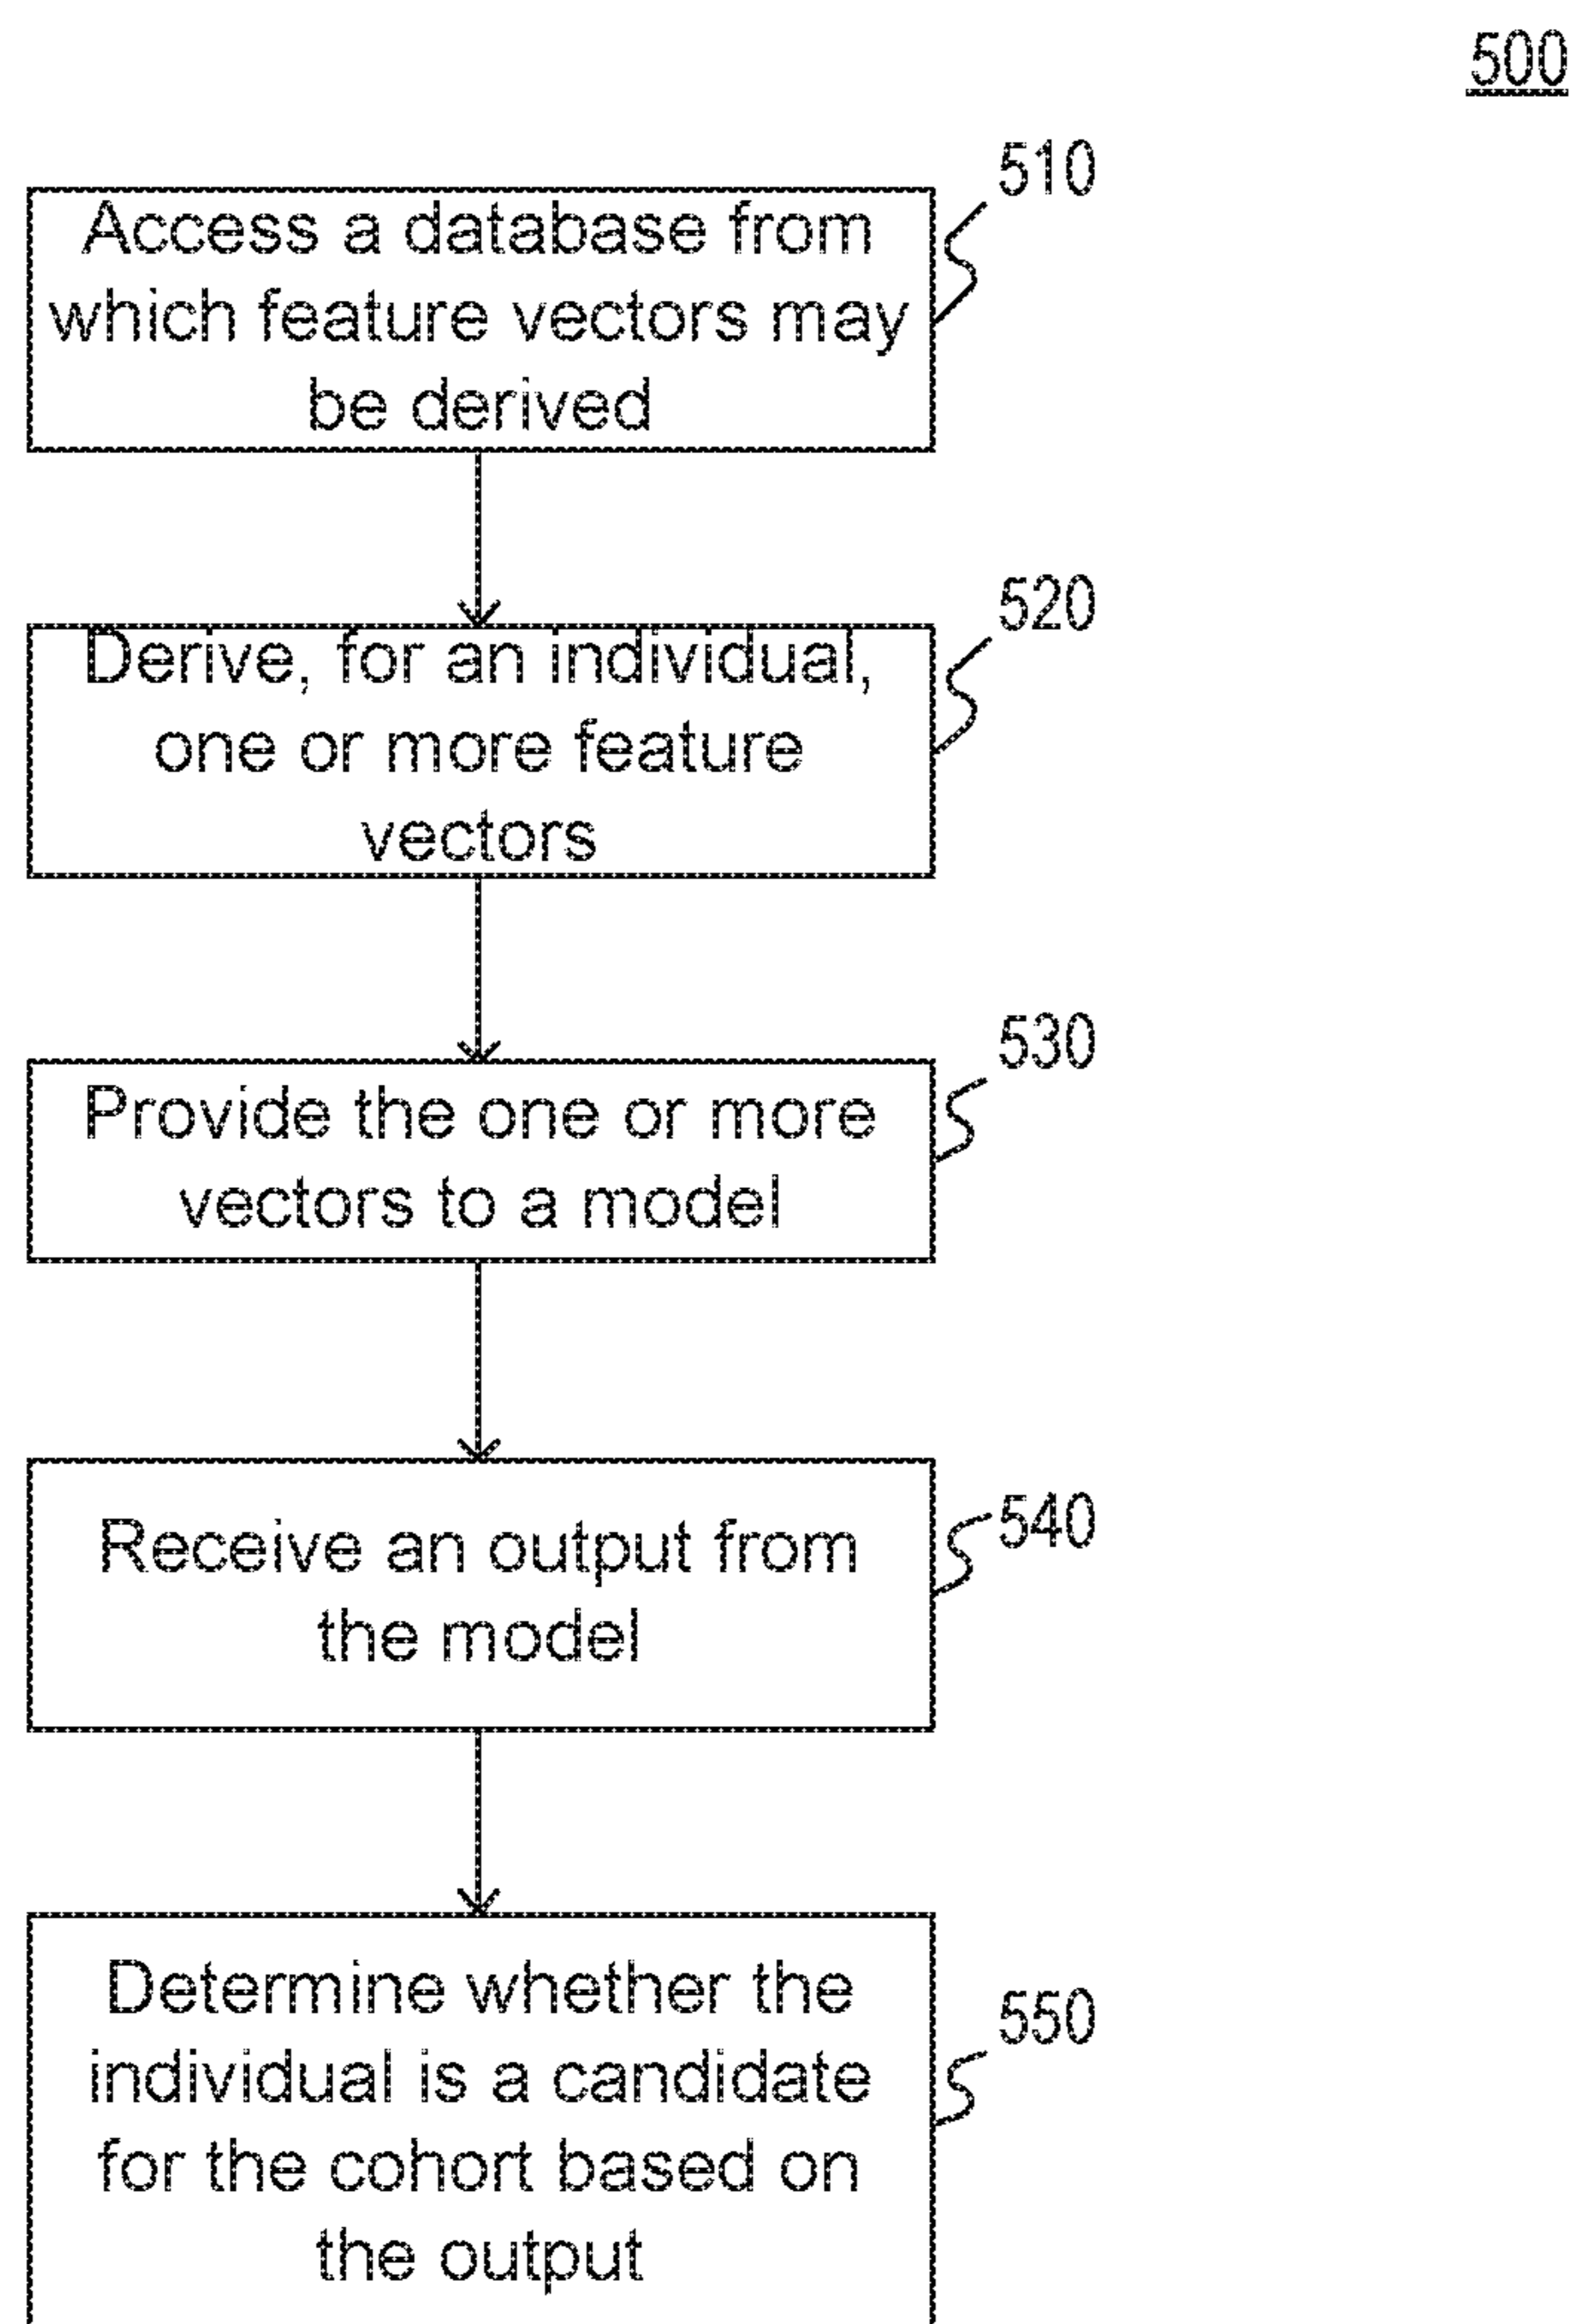 500
510
Access a database from
which feature vectors may
be derived
520
Derive, for an individual,
one or more feature
vectors
530
Provide the one or more
vectors to a model
540
Receive an output from
the model
550
Determine whether the
individual is a candidate
for the cohort based on
the output